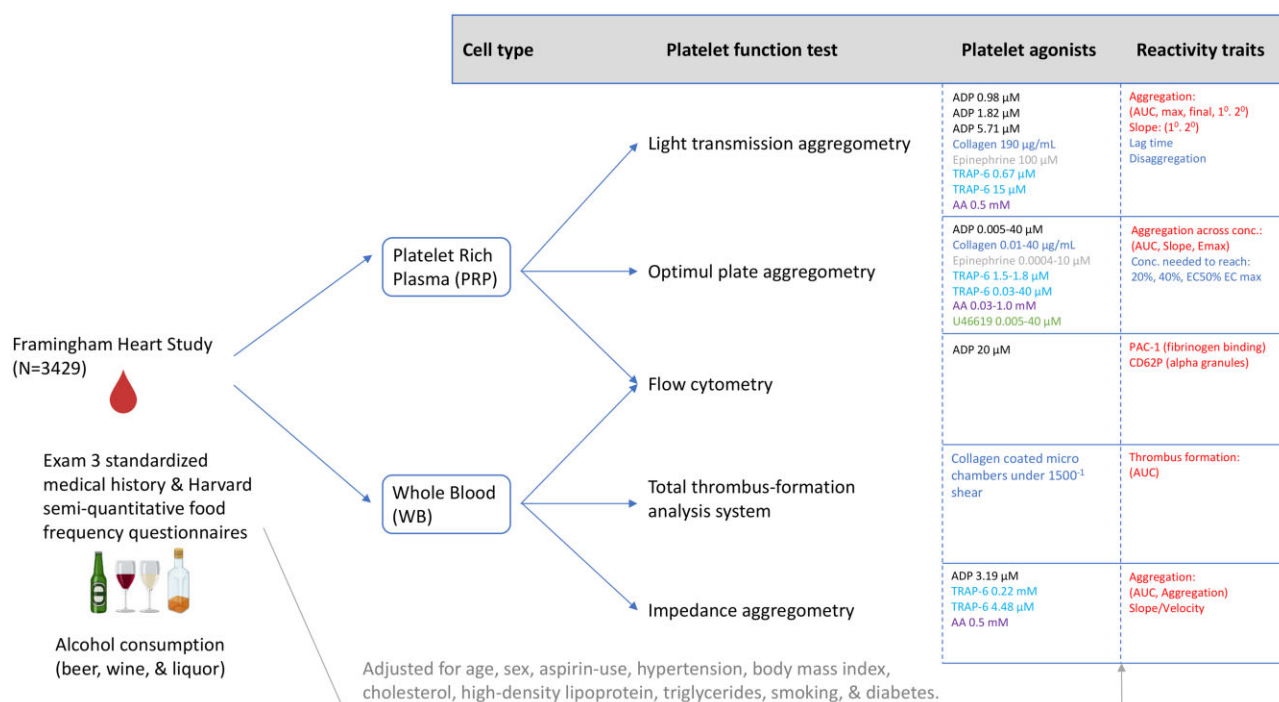 Cell type
Platelet function test
Platelet agonists
Reactivity traits
Framingham Heart Study
(N=3429)
Exam 3 standardized
medical history & Harvard
semi-quantitative food
frequency questionnaires
Alcohol consumption
(beer, wine, & liquor)
Platelet Rich
Plasma (PRP)
Whole Blood
(WB)
Light transmission aggregometry
ADP 0.98 µM
ADP 1.82 µM
ADP 5.71 µM
Collagen 190 µg/mL
Epinephrine 100 µM
TRAP-6 0.67 µM
TRAP-6 15 µM
AA 0.5 mM
Aggregation:
(AUC, max, final, 1⁰. 2⁰)
Slope: (1⁰. 2⁰)
Lag time
Disaggregation
Optimul plate aggregometry
ADP 0.005-40 µM
Collagen 0.01-40 µg/mL
Epinephrine 0.0004-10 µM
TRAP-6 1.5-1.8 µM
TRAP-6 0.03-40 µM
AA 0.03-1.0 mM
U46619 0.005-40 µM
Aggregation across conc.:
(AUC, Slope, Emax)
Conc. needed to reach:
20%, 40%, EC50% EC max
Flow cytometry
ADP 20 µM
PAC-1 (fibrinogen binding)
CD62P (alpha granules)
Total thrombus-formation
analysis system
Collagen coated micro
chambers under 1500⁻¹
shear
Thrombus formation:
(AUC)
Impedance aggregometry
ADP 3.19 µM
TRAP-6 0.22 mM
TRAP-6 4.48 µM
AA 0.5 mM
Aggregation:
(AUC, Aggregation)
Slope/Velocity
Adjusted for age, sex, aspirin-use, hypertension, body mass index,
cholesterol, high-density lipoprotein, triglycerides, smoking, & diabetes.